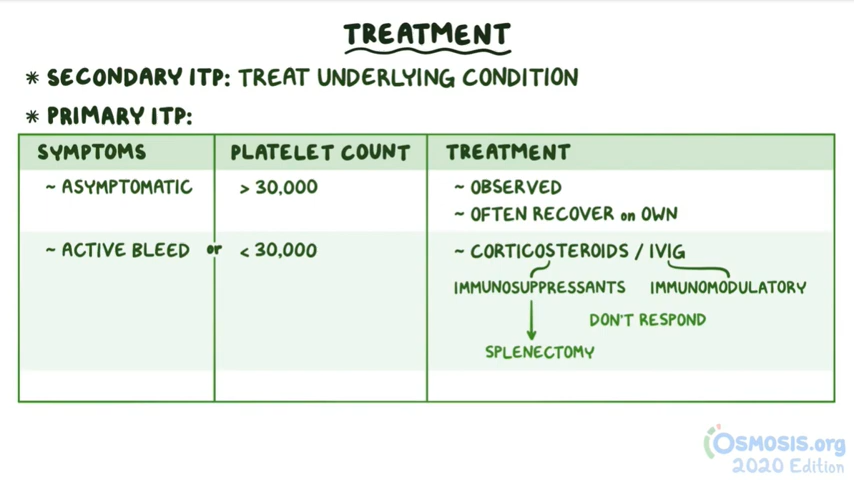 TREATMENT
* SECONDARY ITP: TREAT UNDERLYING CONDITION
* PRIMARY ITP:
SYMPTOMS PLATELET COUNT TREATMENT
~ ASYMPTOMATIC > 30,000 ~ OBSERVED
~ OFTEN RECOVER on OWN
~ ACTIVE BLEED or < 30,000 ~ CORTICOSTEROIDS / IVIG
IMMUNOSUPPRESSANTS IMMUNOMODULATORY
DON'T RESPOND
SPLENECTOMY
OSMOSIS.org
2020 Edition